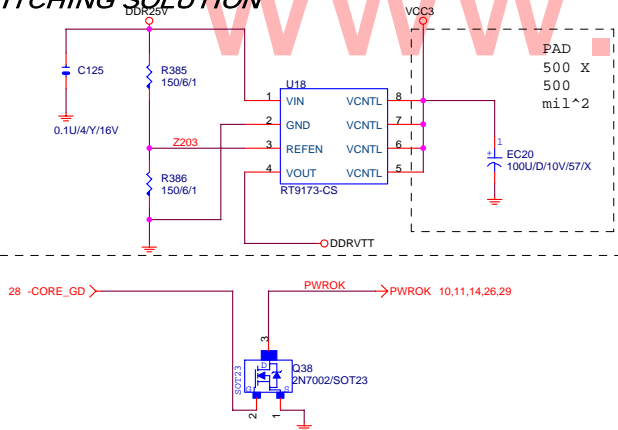 ITCHING SOLUTION
WWW.
DDR25V
VCC3
C125
0.1U/4/Y/16V
R385
150/6/1
Z203
R386
150/6/1
U18
1 VIN VCNTL 8
2 GND VCNTL 7
3 REFEN VCNTL 6
4 VOUT VCNTL 5
RT9173-CS
DDRVTT
PAD
500 X
500
mil^2
1
+
EC20
100U/D/10V/57/X
28 -CORE_GD
PWROK
PWROK 10,11,14,26,29
3
D
G
S
SOT23
Q38
2N7002/SOT23
2
1